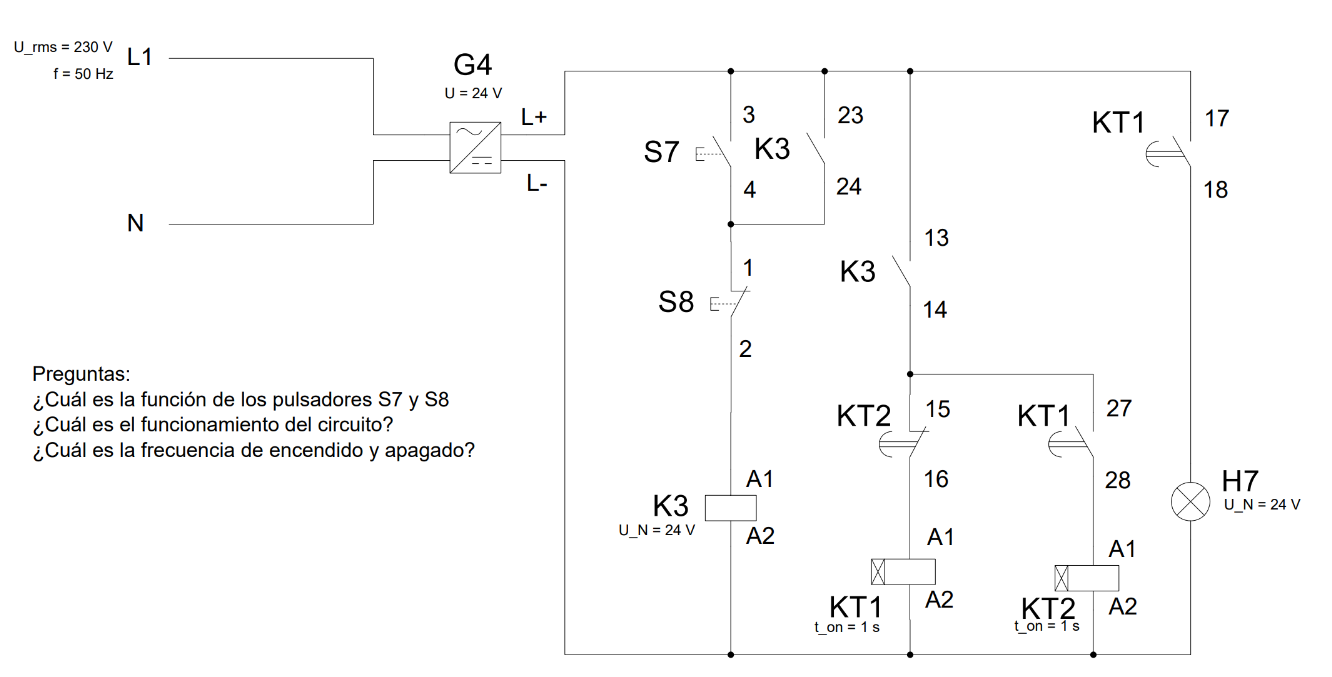 U_rms = 230 V
L1
f = 50 Hz
G4
U = 24 V
L+
L-
N
3
23
S7
K3
4
24
KT1
17
18
1
S8
2
13
K3
14
Preguntas:
¿Cuál es la función de los pulsadores S7 y S8
¿Cuál es el funcionamiento del circuito?
¿Cuál es la frecuencia de encendido y apagado?
KT2
15
16
KT1
27
28
K3
U_N = 24 V
A1
A2
H7
U_N = 24 V
A1
A2
KT1
t_on = 1 s
A1
A2
KT2
t_on = 1 s